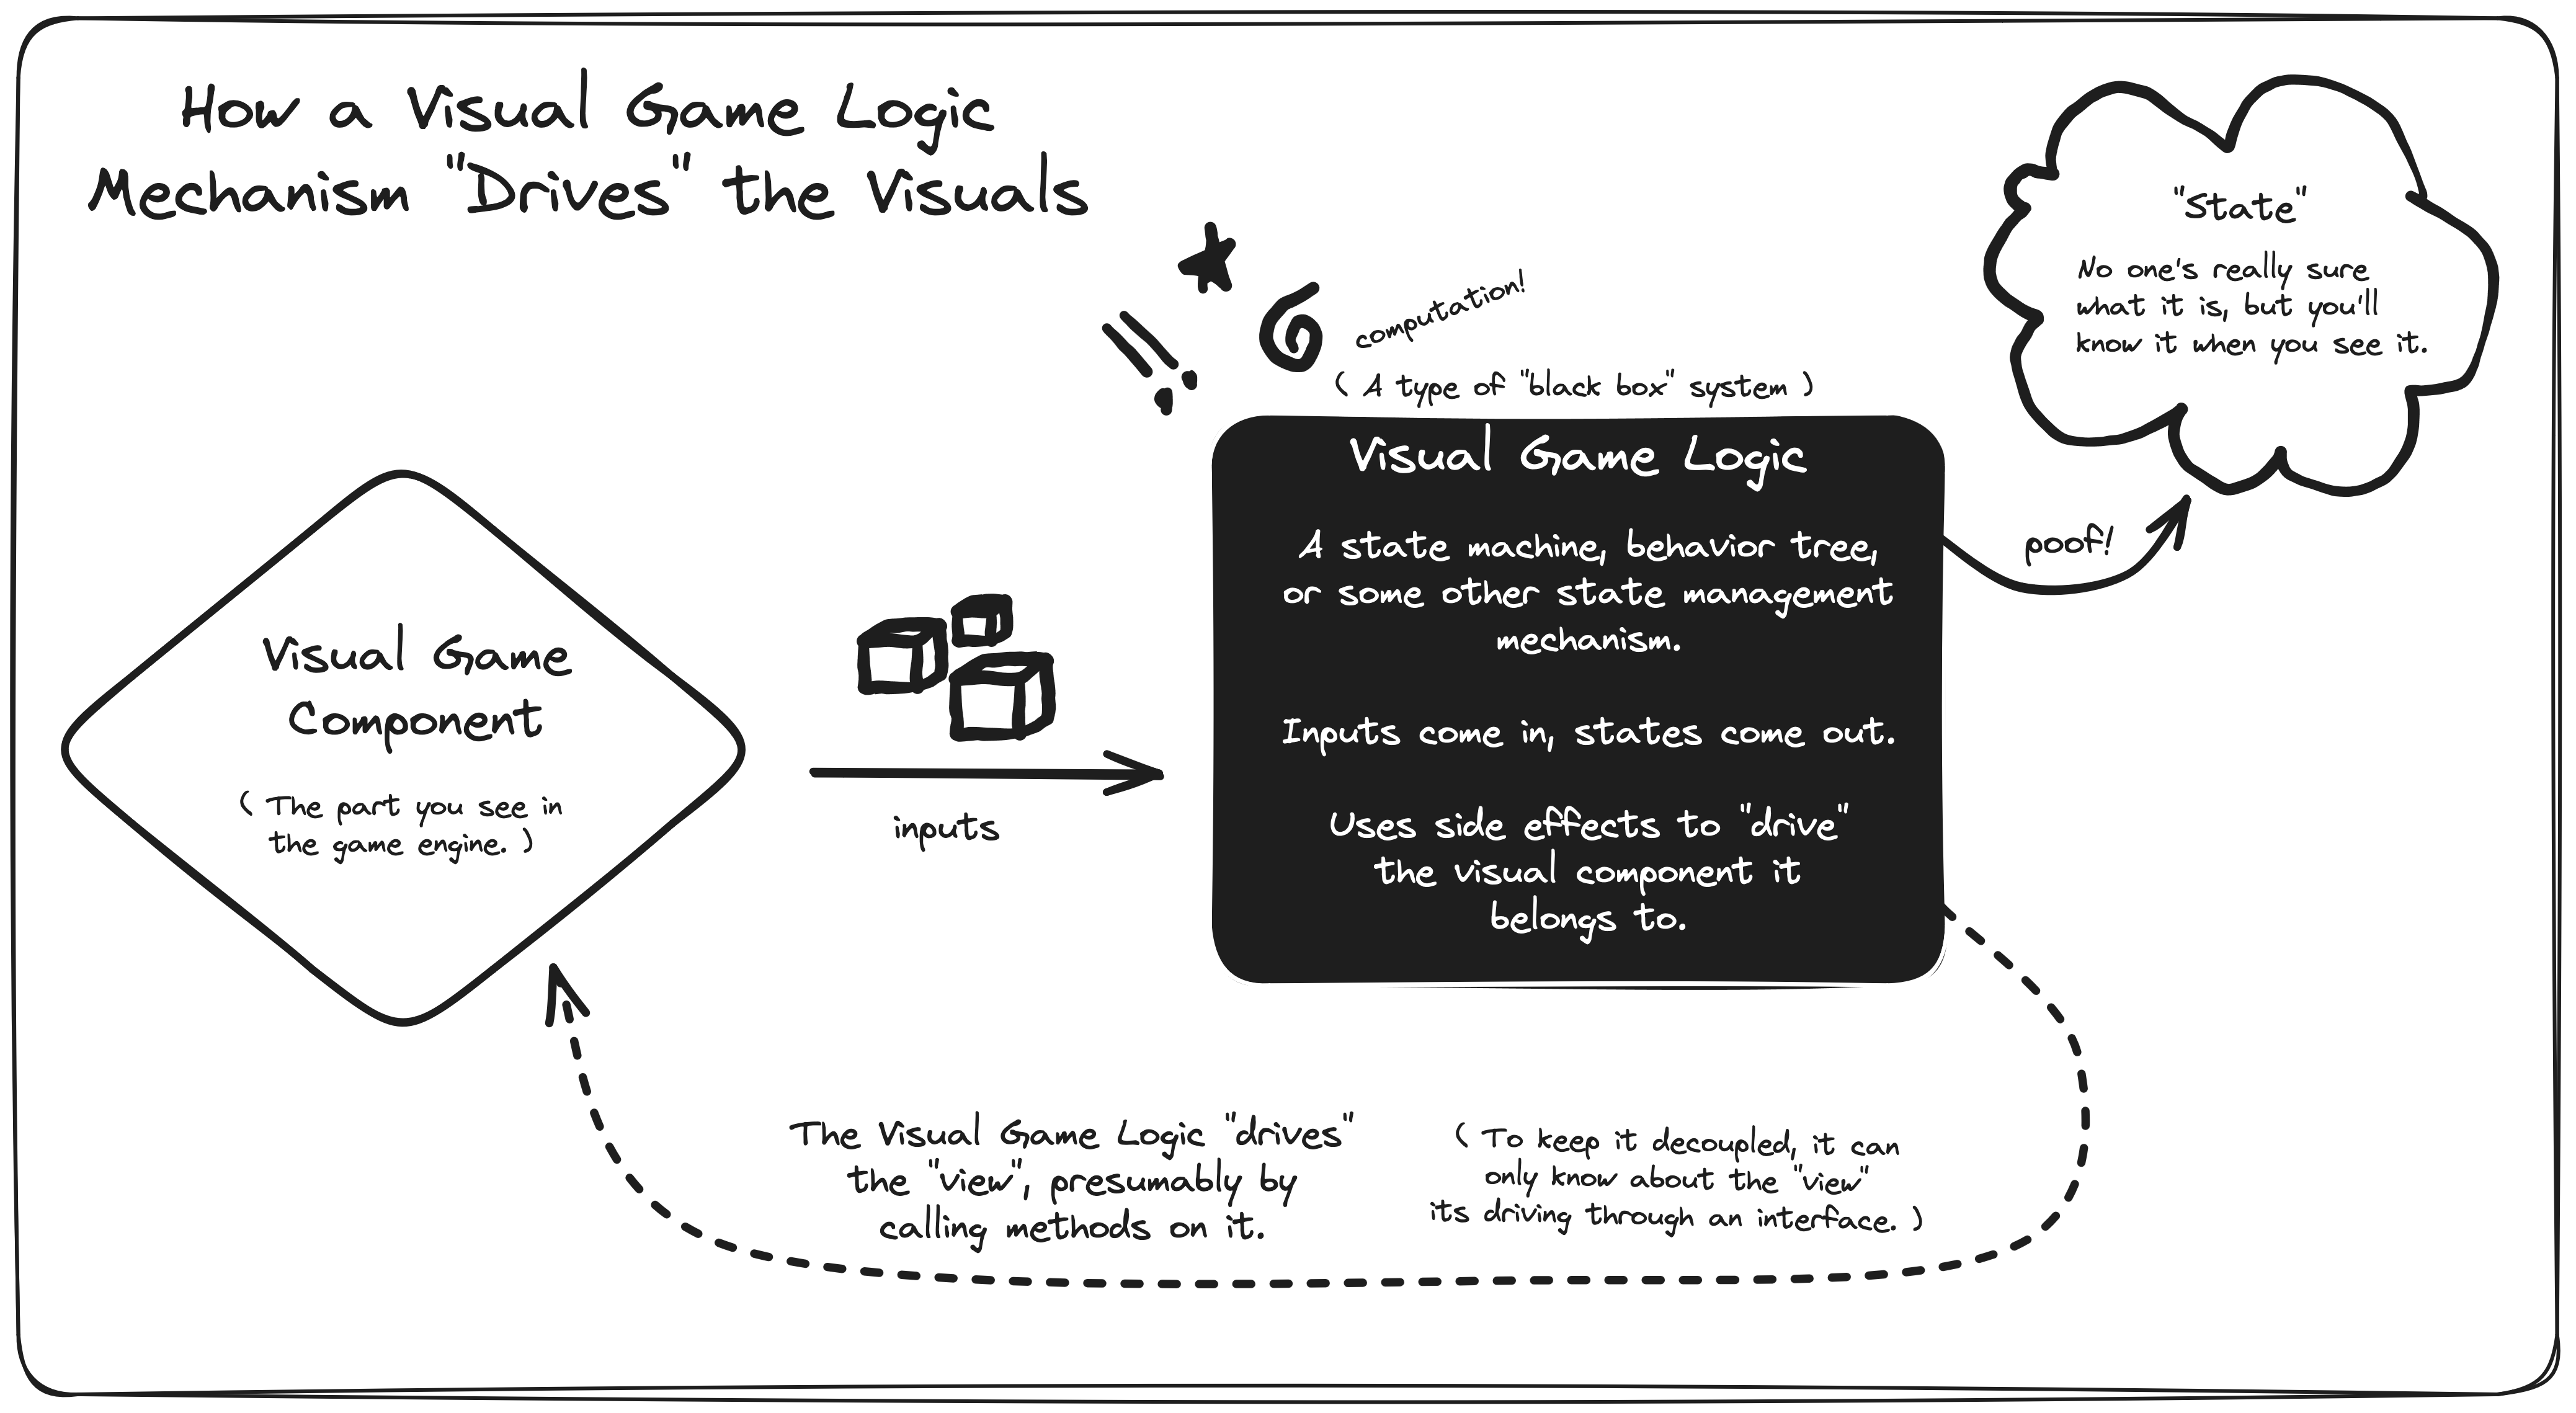 How a Visual Game Logic
Mechanism "Drives" the Visuals
computation!
( A type of "black box" system )
"State"
No one's really sure
what it is, but you'll
know it when you see it.
poof!
Visual Game
Component
( The part you see in
the game engine. )
inputs
Visual Game Logic
A state machine, behavior tree,
or some other state management
mechanism.
Inputs come in, states come out.
Uses side effects to "drive"
the visual component it
belongs to.
The Visual Game Logic "drives"
the "view", presumably by
calling methods on it.
( To keep it decoupled, it can
only know about the "view"
its driving through an interface. )